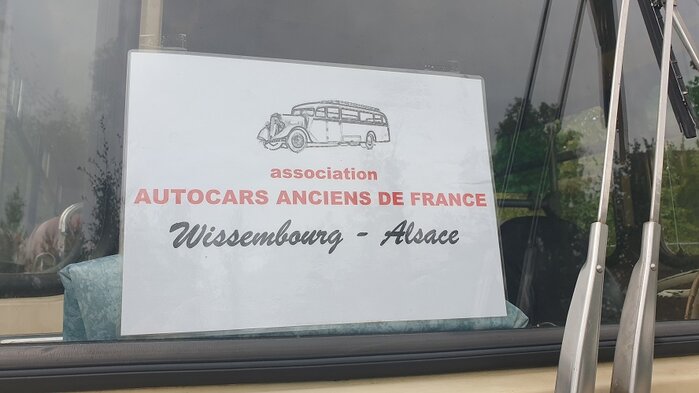 association
AUTOCARS ANCIENS DE FRANCE
Wissembourg - Alsace